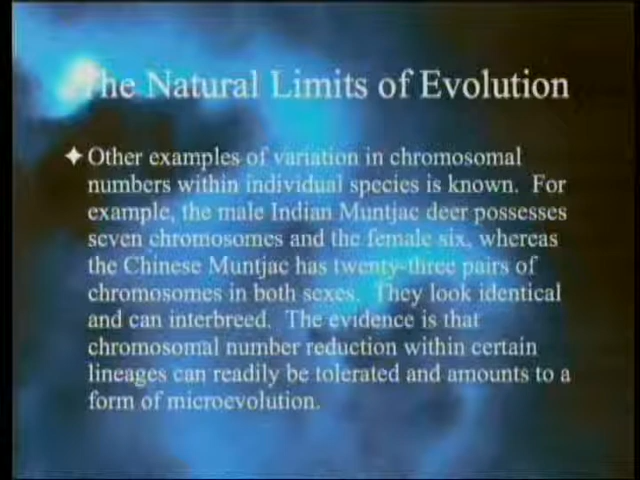 The Natural Limits of Evolution
Other examples of variation in chromosomal
numbers within individual species is known. For
example, the male Indian Muntjac deer possesses
seven chromosomes and the female six, whereas
the Chinese Muntjac has twenty-three pairs of
chromosomes in both sexes. They look identical
and can interbreed. The evidence is that
chromosomal number reduction within certain
lineages can readily be tolerated and amounts to a
form of microevolution.